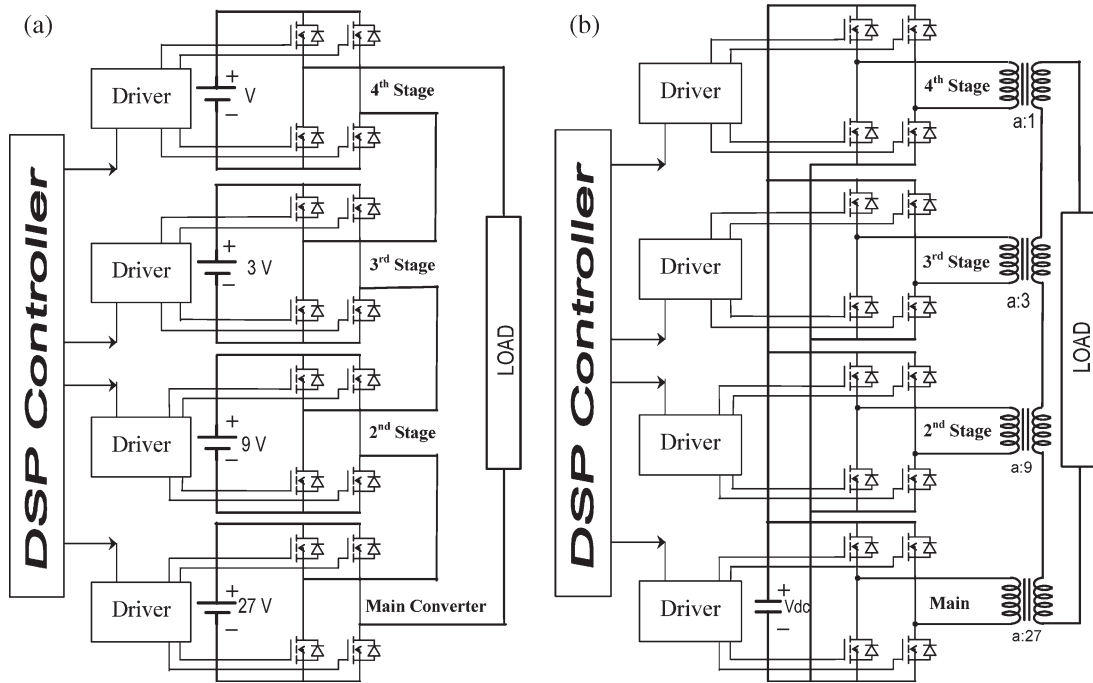 (a)
DSP Controller
Driver
+
V
−
4th Stage
Driver
+
3 V
−
3rd Stage
Driver
+
9 V
−
2nd Stage
Driver
+
27 V
−
Main Converter
LOAD
(b)
DSP Controller
Driver
4th Stage
a:1
Driver
3rd Stage
a:3
Driver
2nd Stage
a:9
Driver
+
Vdc
−
Main
a:27
LOAD